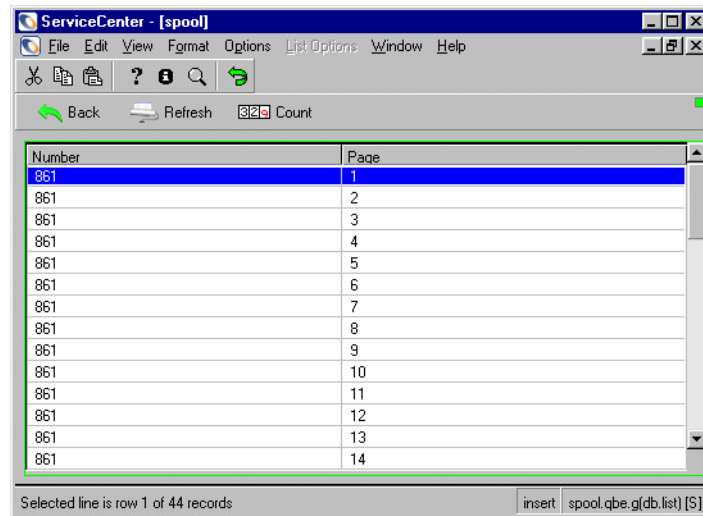 ServiceCenter - [spool]
File Edit View Format Options List Options Window Help
Back Refresh 329 Count
Number Page
861 1
861 2
861 3
861 4
861 5
861 6
861 7
861 8
861 9
861 10
861 11
861 12
861 13
861 14
Selected line is row 1 of 44 records insert spool.qbe.g(db.list) [S]